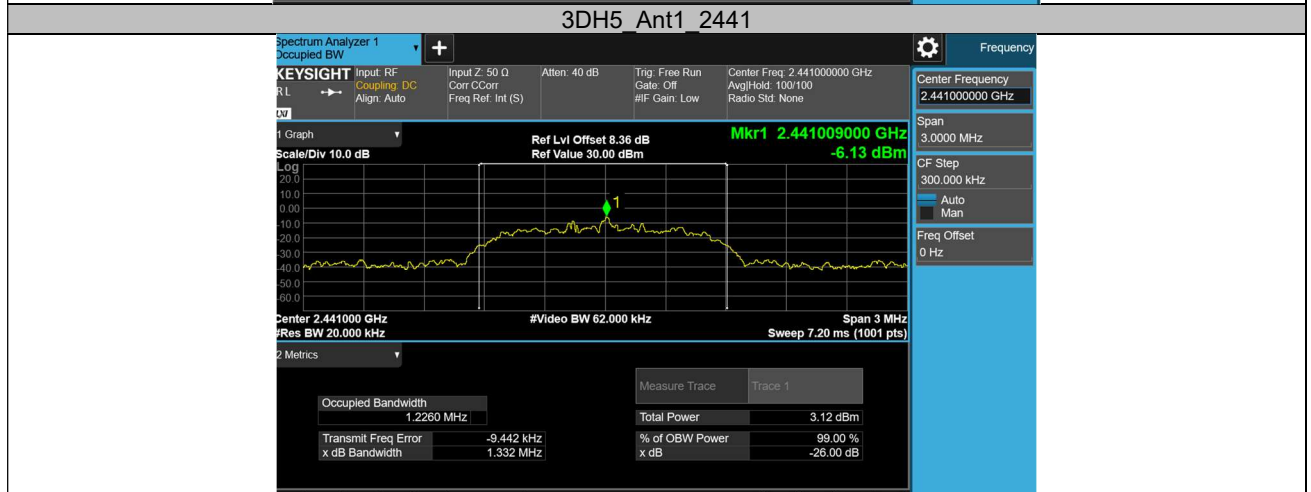 3DH5_Ant1_2441
Spectrum Analyzer 1
Occupied BW
+
Frequency
KEYSIGHT
RL
LXI
Input: RF
Coupling: DC
Align: Auto
Input Z: 50 Ω
Corr CCorr
Freq Ref: Int (S)
Atten: 40 dB
Trig: Free Run
Gate: Off
#IF Gain: Low
Center Freq: 2.441000000 GHz
Avg|Hold: 100/100
Radio Std: None
Center Frequency
2.441000000 GHz
Span
3.0000 MHz
CF Step
300.000 kHz
Auto
Man
Freq Offset
0 Hz
1 Graph
Scale/Div 10.0 dB
Ref Lvl Offset 8.36 dB
Ref Value 30.00 dBm
Mkr1 2.441009000 GHz
-6.13 dBm
Log
20.0
10.0
0.00
-10.0
-20.0
-30.0
-40.0
-50.0
-60.0
1
Center 2.441000 GHz
#Res BW 20.000 kHz
#Video BW 62.000 kHz
Span 3 MHz
Sweep 7.20 ms (1001 pts)
2 Metrics
Measure Trace Trace 1
Occupied Bandwidth
1.2260 MHz
Total Power 3.12 dBm
Transmit Freq Error -9.442 kHz
% of OBW Power 99.00 %
x dB Bandwidth 1.332 MHz
x dB -26.00 dB